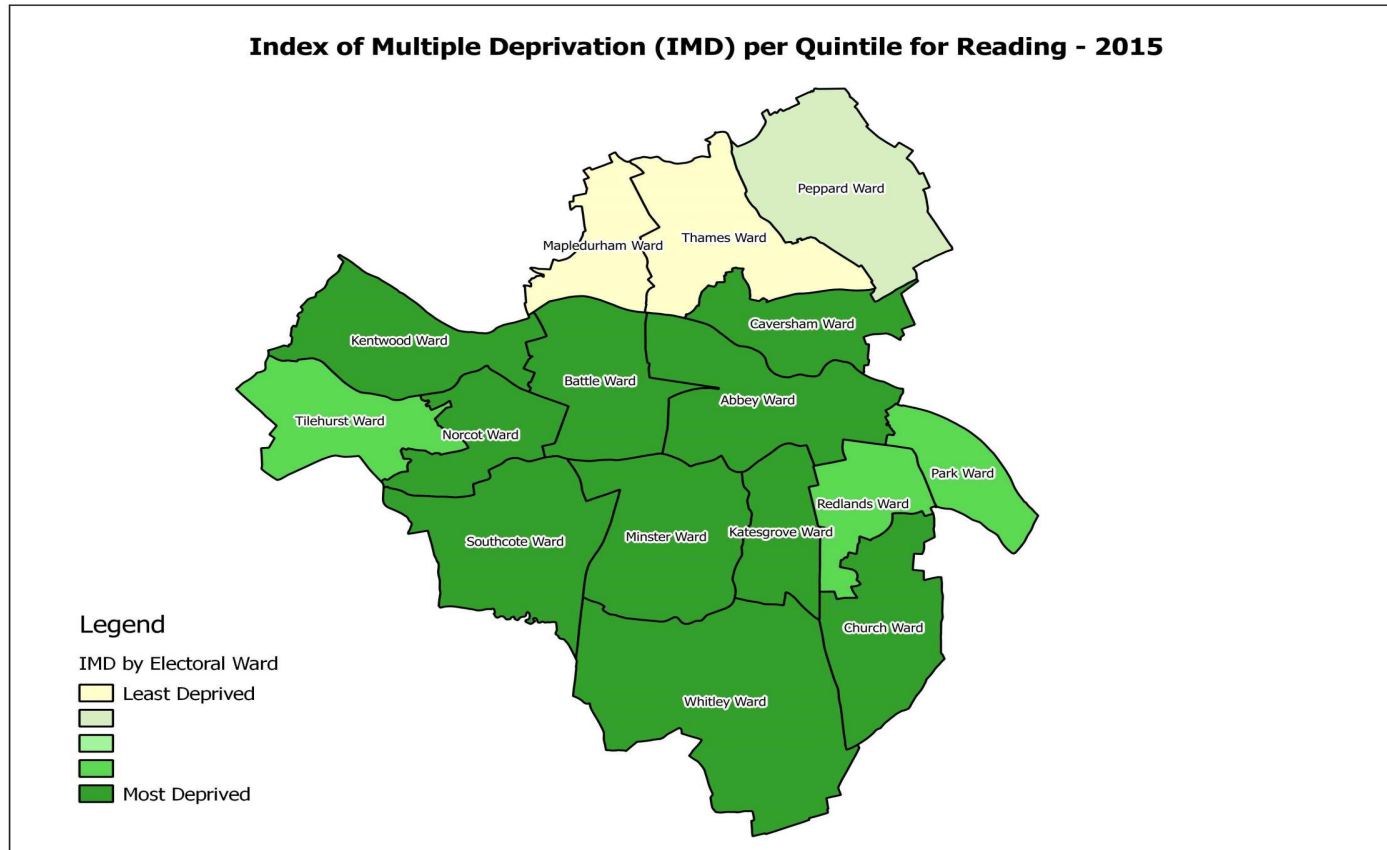 Index of Multiple Deprivation (IMD) per Quintile for Reading - 2015
Peppard Ward
Thames Ward
Mapledurham Ward
Caversham Ward
Kentwood Ward
Battle Ward
Abbey Ward
Tilehurst Ward
Norcot Ward
Park Ward
Redlands Ward
Katesgrove Ward
Minster Ward
Southcote Ward
Church Ward
Whitley Ward
Legend
IMD by Electoral Ward
Least Deprived
Most Deprived